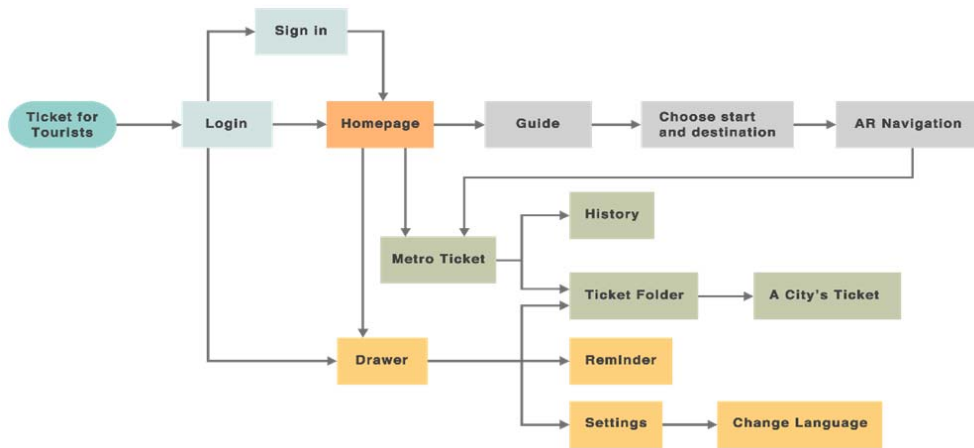 Sign in
Ticket for
Tourists
Login
Homepage
Guide
Choose start
and destination
AR Navigation
History
Metro Ticket
Ticket Folder
A City's Ticket
Drawer
Reminder
Settings
Change Language